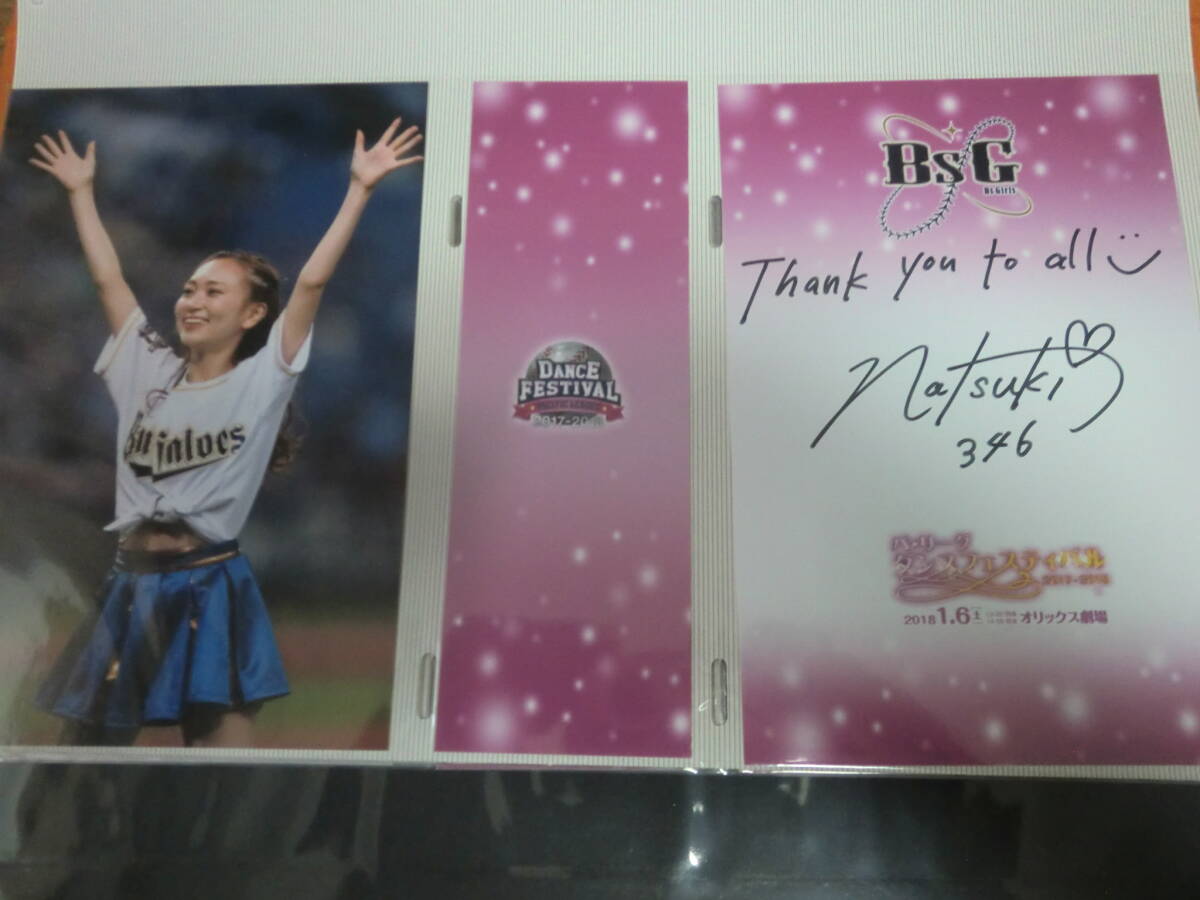 Buffaloes
DANCE
FESTIVAL
PACIFIC LEAGUE
2017-2018
BsG
Bs Girls
Thank you to all
Natsuki
346
パ・リーグ
ダンスフェスティバル
2017-2018
2018 1.6 土 オリックス劇場